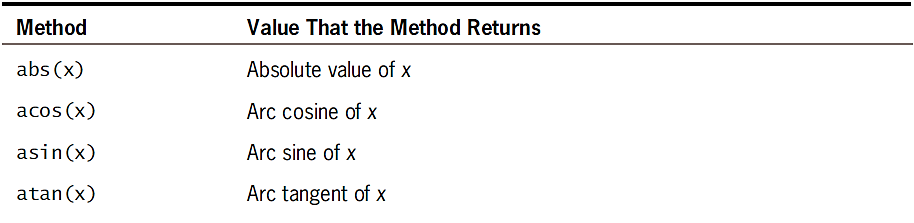 Method Value That the Method Returns
abs(x) Absolute value of x
acos(x) Arc cosine of x
asin(x) Arc sine of x
atan(x) Arc tangent of x